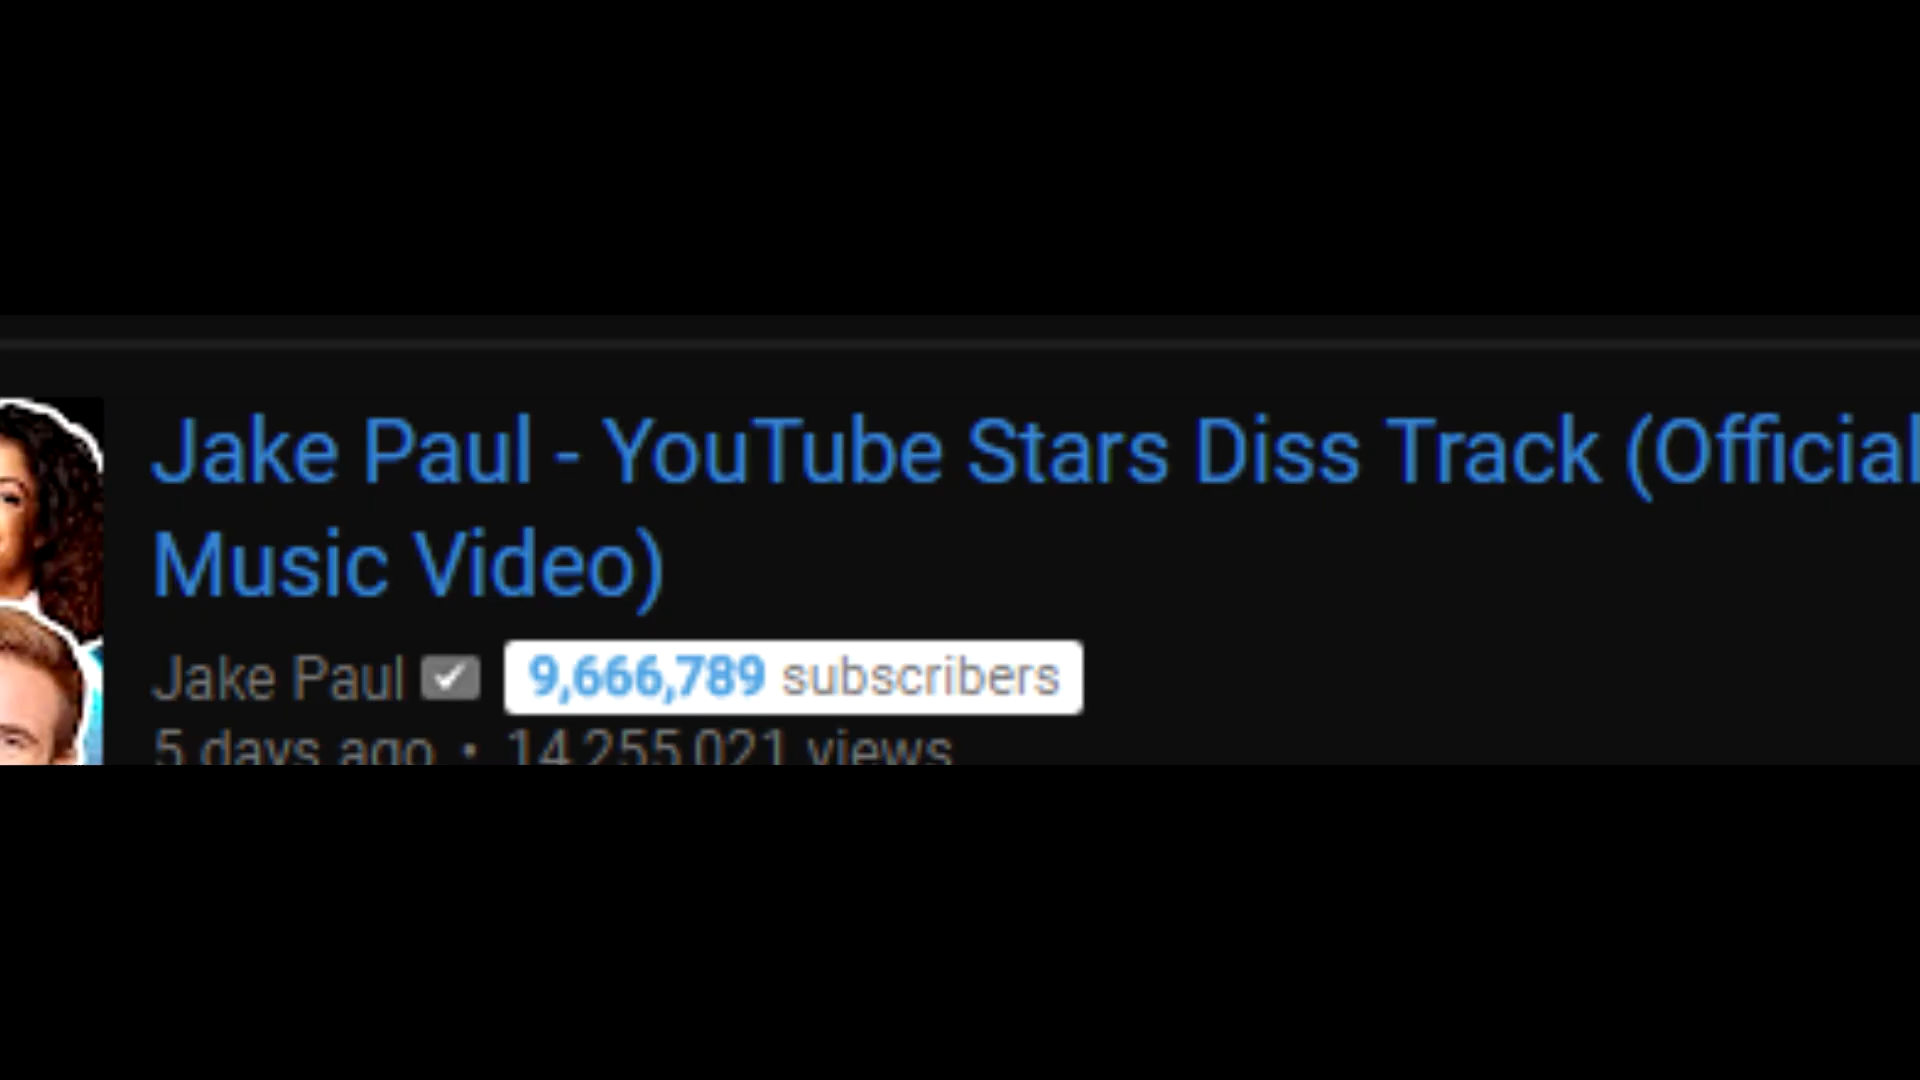 Jake Paul - YouTube Stars Diss Track (Official
Music Video)
Jake Paul 9,666,789 subscribers
5 days ago • 14,255,021 views